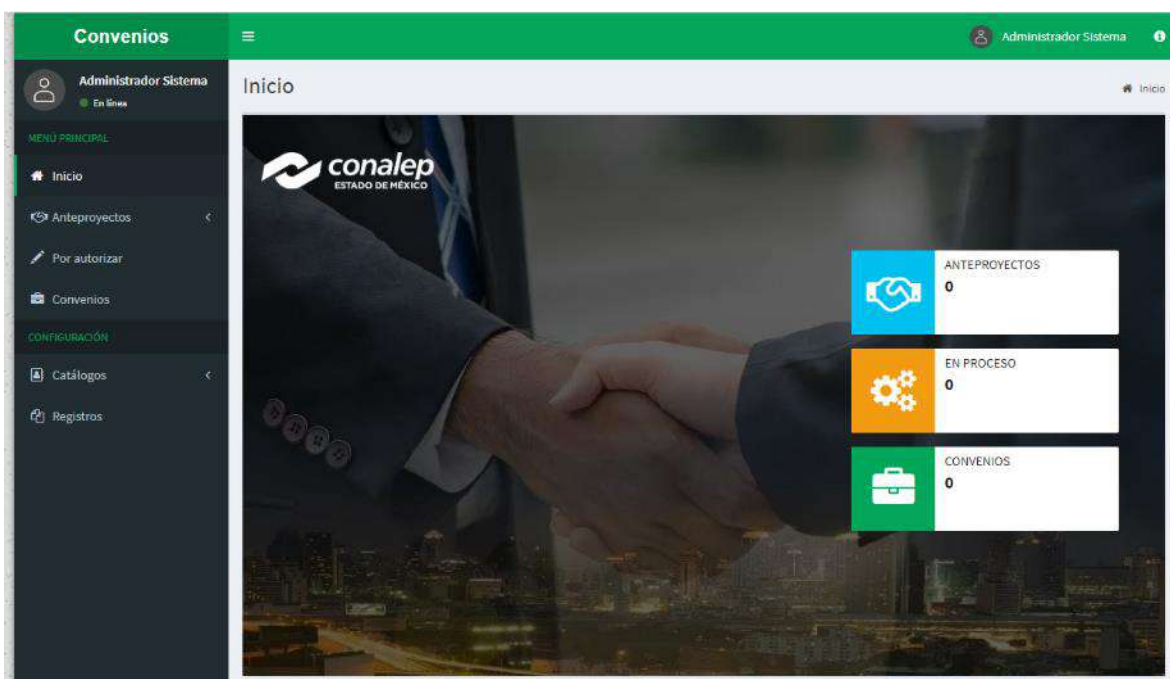 Convenios
Administrador Sistema
Administrador Sistema
En línea
Inicio
Inicio
MENÚ PRINCIPAL
Inicio
Anteproyectos
Por autorizar
Convenios
CONFIGURACIÓN
Catálogos
Registros
conalep
ESTADO DE MÉXICO
ANTEPROYECTOS
0
EN PROCESO
0
CONVENIOS
0